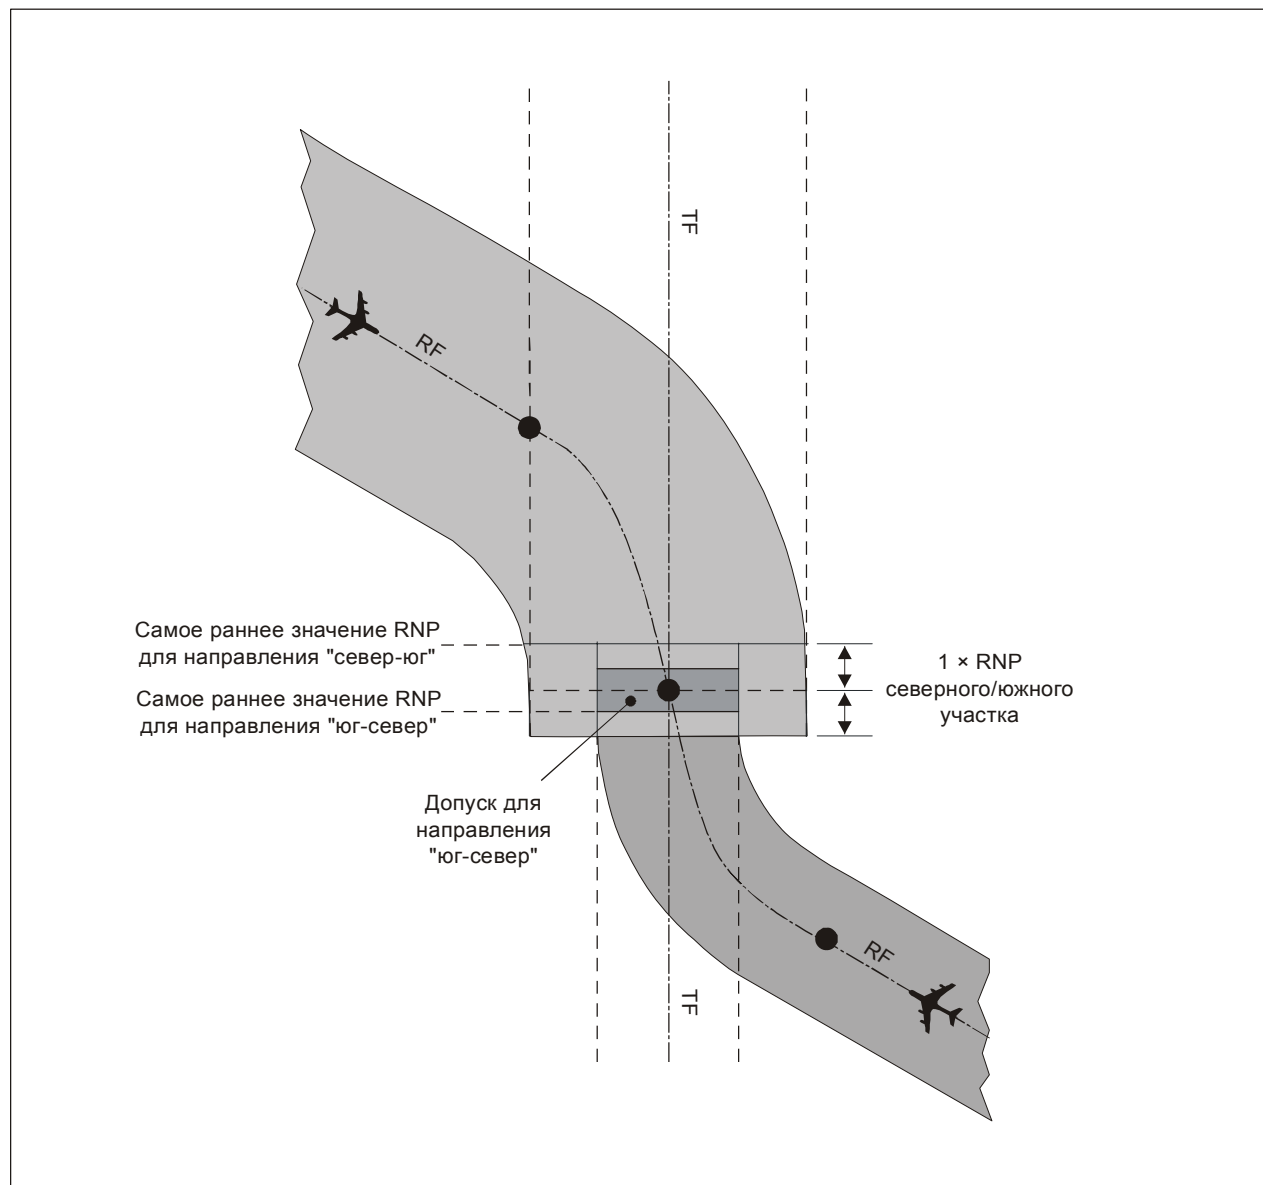 TF
RF
Самое раннее значение RNP
для направления "север-юг"
Самое раннее значение RNP
для направления "юг-север"
1 × RNP
северного/южного
участка
Допуск для
направления
"юг-север"
RF
TF